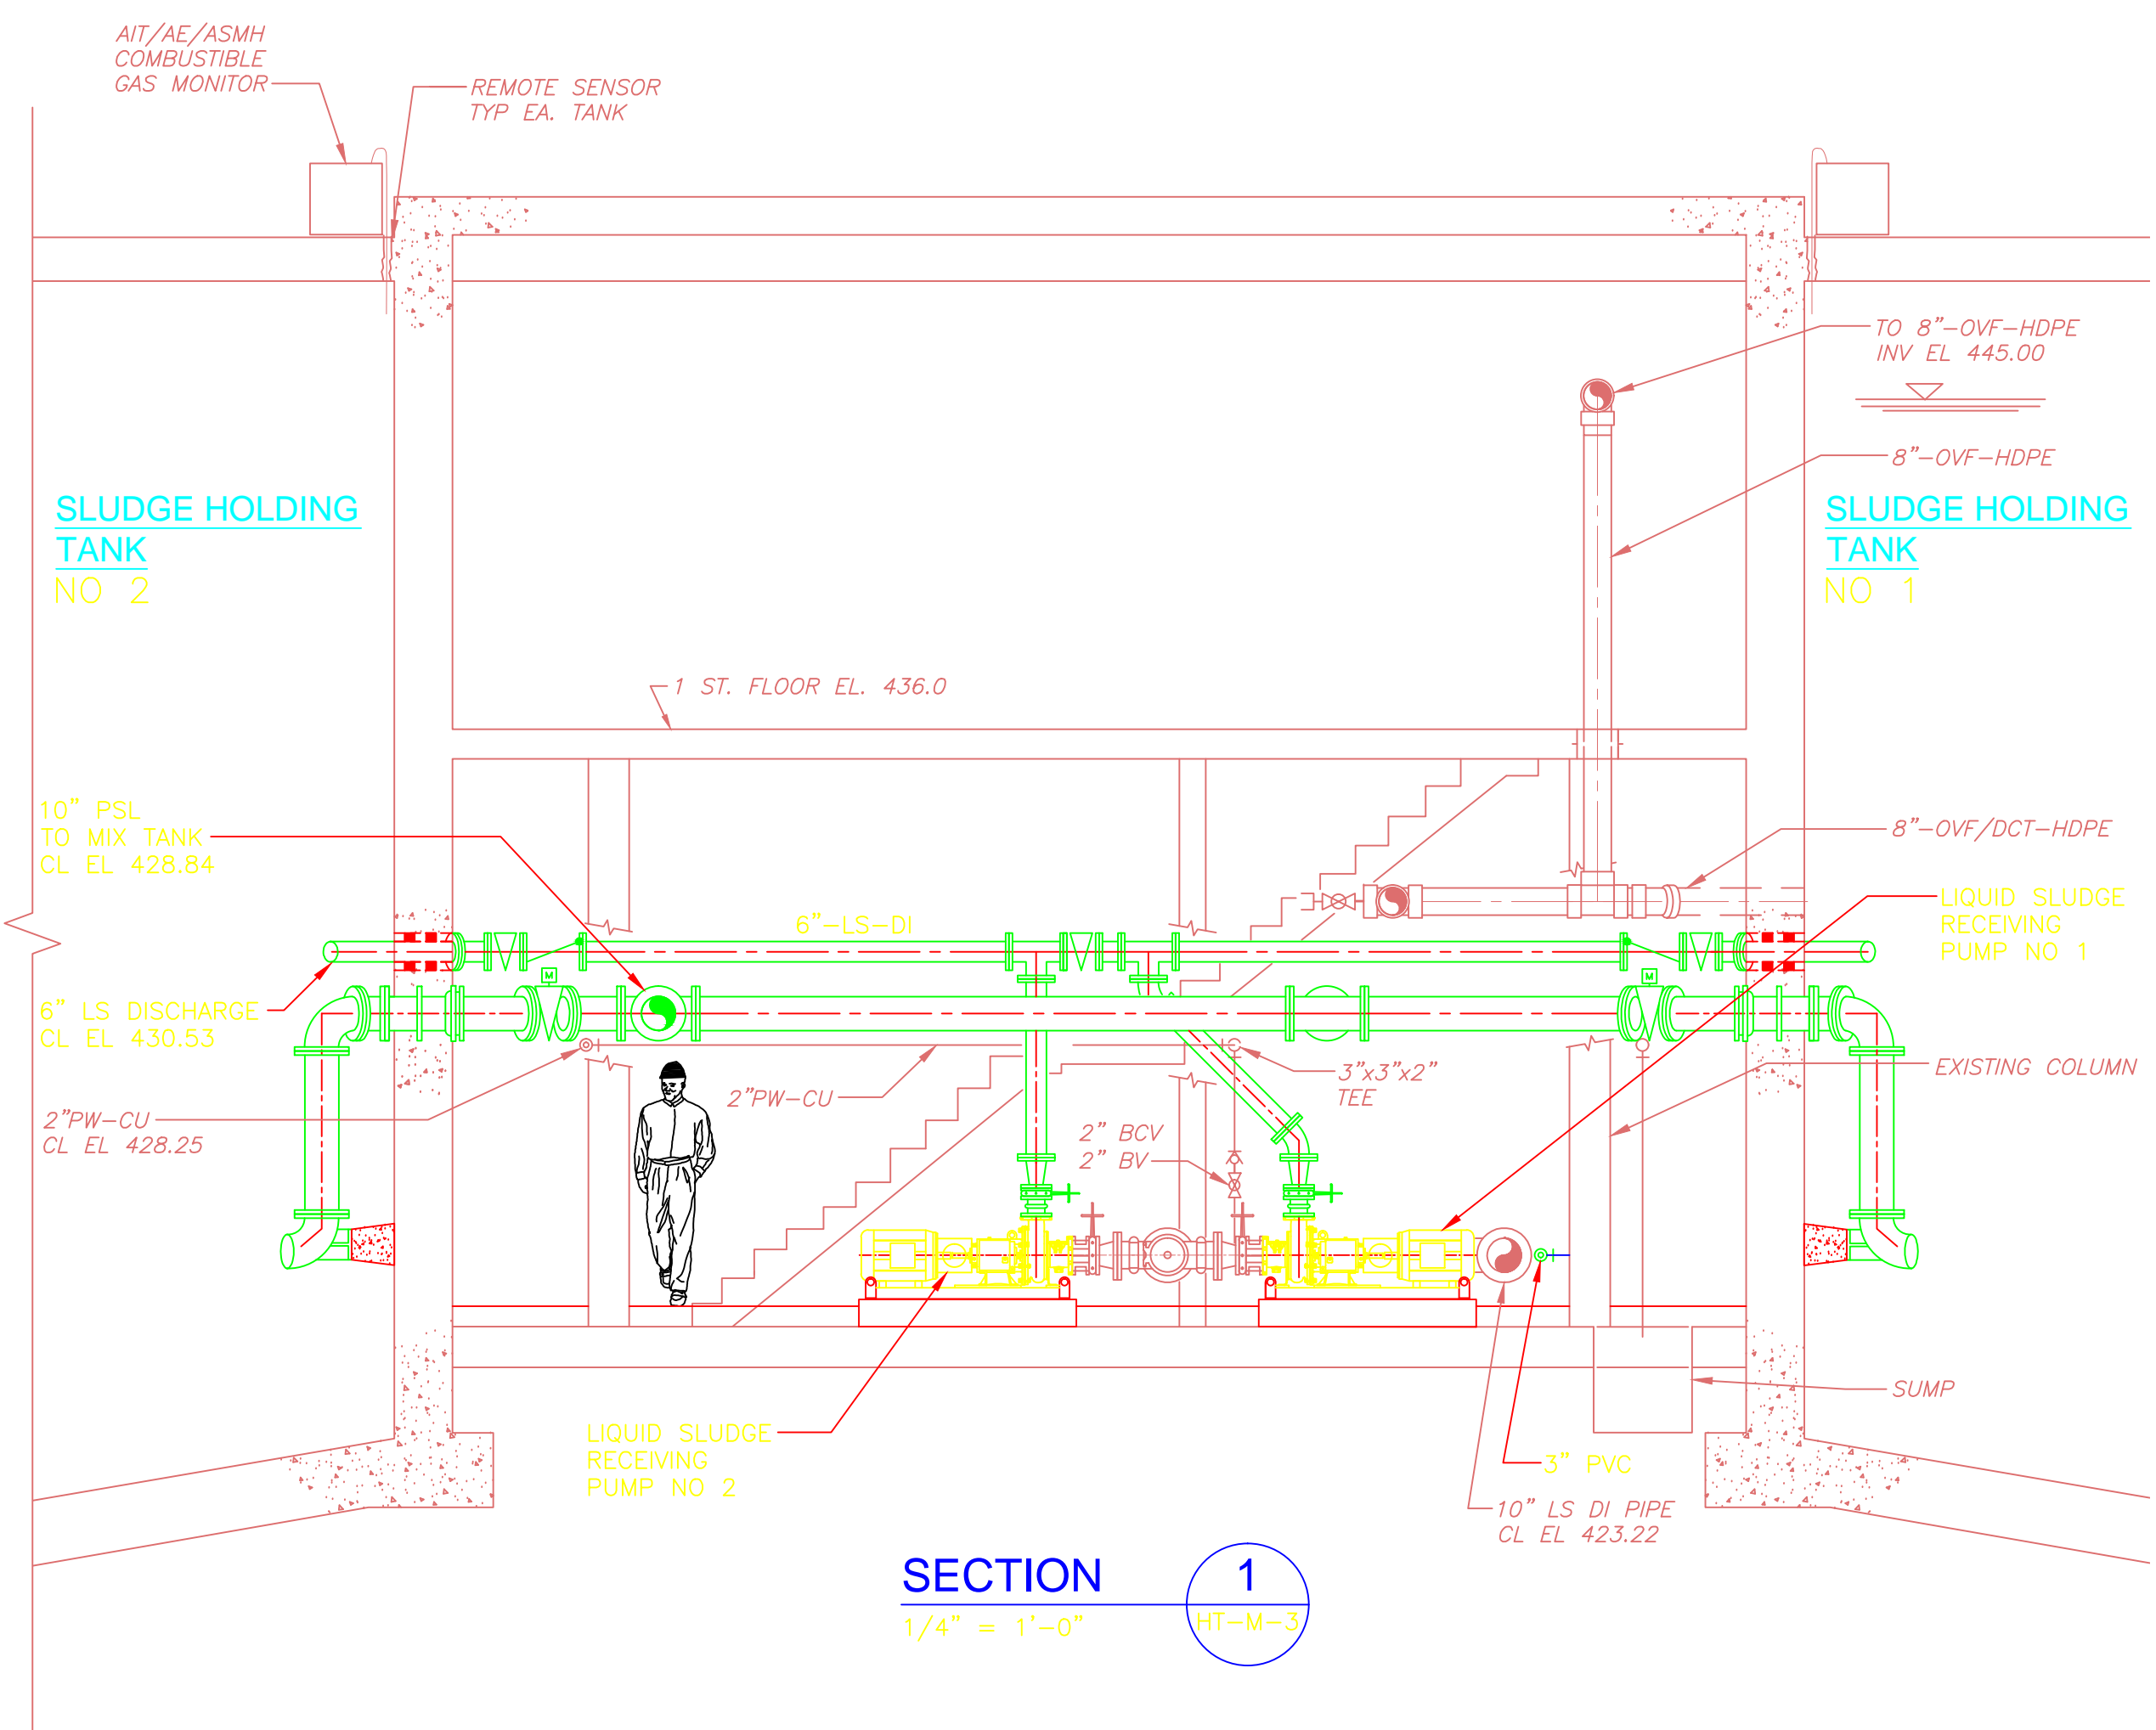 AIT/AE/ASMH
COMBUSTIBLE
GAS MONITOR
REMOTE SENSOR
TYP EA. TANK
TO 8"-OVF-HDPE
INV EL 445.00
8"-OVF-HDPE
SLUDGE HOLDING
TANK
NO 2
SLUDGE HOLDING
TANK
NO 1
1 ST. FLOOR EL. 436.0
10" PSL
TO MIX TANK
CL EL 428.84
8"-OVF/DCT-HDPE
6"-LS-DI
LIQUID SLUDGE
RECEIVING
PUMP NO 1
M
M
6" LS DISCHARGE
CL EL 430.53
EXISTING COLUMN
3"x3"x2"
TEE
2"PW-CU
2"PW-CU
CL EL 428.25
2" BCV
2" BV
SUMP
LIQUID SLUDGE
RECEIVING
PUMP NO 2
3" PVC
10" LS DI PIPE
CL EL 423.22
SECTION
1
1/4" = 1'-0"
HT-M-3